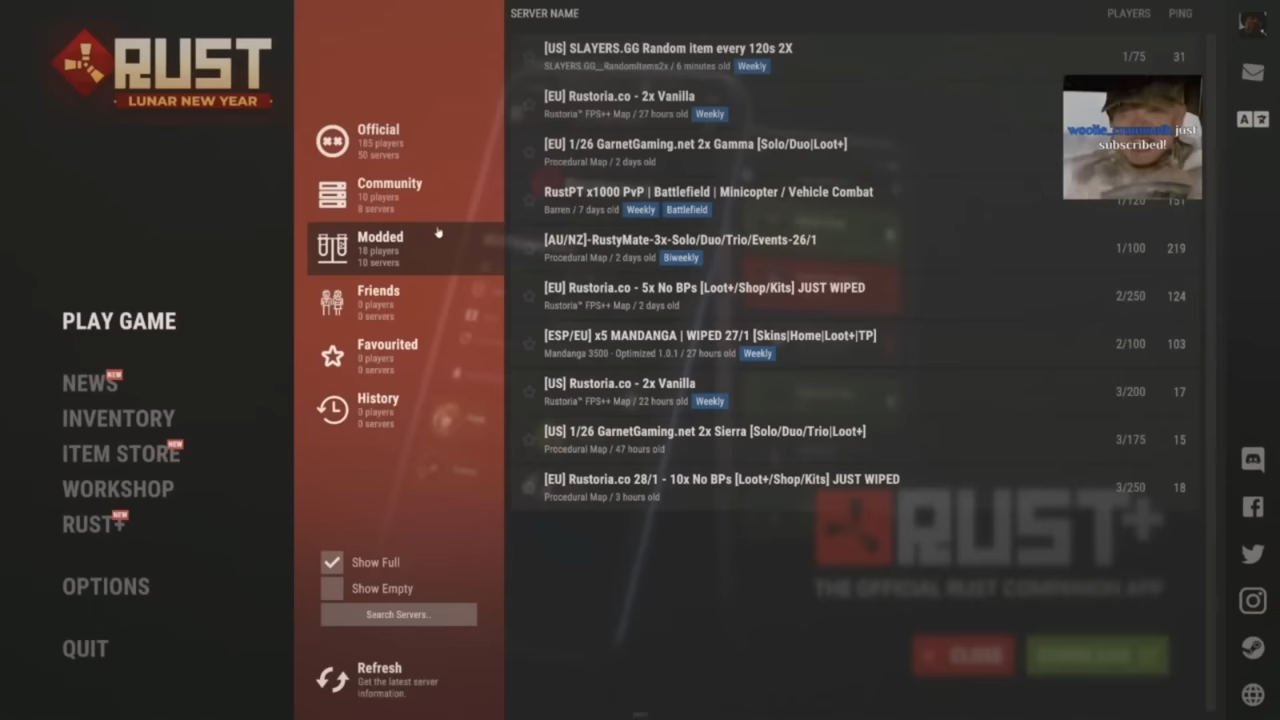 RUST
LUNAR NEW YEAR
PLAY GAME
NEWS NEW
INVENTORY
ITEM STORE NEW
WORKSHOP
RUST+ NEW
OPTIONS
QUIT
Official
185 players
50 servers
Community
10 players
8 servers
Modded
18 players
10 servers
Friends
0 players
0 servers
Favourited
0 players
0 servers
History
0 players
0 servers
Show Full
Show Empty
Search Servers..
Refresh
Get the latest server
information.
SERVER NAME PLAYERS PING
[US] SLAYERS.GG Random item every 120s 2X 1/75 31
SLAYERS.GG__RandomItems2x / 6 minutes old Weekly
[EU] Rustoria.co - 2x Vanilla
Rustoria™ FPS++ Map / 27 hours old Weekly
[EU] 1/26 GarnetGaming.net 2x Gamma [Solo/Duo|Loot+]
Procedural Map / 2 days old
RustPT x1000 PvP | Battlefield | Minicopter / Vehicle Combat 1/120 151
Barren / 7 days old Weekly Battlefield
[AU/NZ]-RustyMate-3x-Solo/Duo/Trio/Events-26/1 1/100 219
Procedural Map / 2 days old Biweekly
[EU] Rustoria.co - 5x No BPs [Loot+/Shop/Kits] JUST WIPED 2/250 124
Rustoria™ FPS++ Map / 2 days old
[ESP/EU] x5 MANDANGA | WIPED 27/1 [Skins|Home|Loot+|TP] 2/100 103
Mandanga 3500 - Optimized 1.0.1 / 27 hours old Weekly
[US] Rustoria.co - 2x Vanilla 3/200 17
Rustoria™ FPS++ Map / 22 hours old Weekly
[US] 1/26 GarnetGaming.net 2x Sierra [Solo/Duo/Trio|Loot+] 3/175 15
Procedural Map / 47 hours old
[EU] Rustoria.co 28/1 - 10x No BPs [Loot+/Shop/Kits] JUST WIPED 3/250 18
Procedural Map / 3 hours old
just
subscribed!
RUST+
THE OFFICIAL RUST COMPANION APP
CLOSE